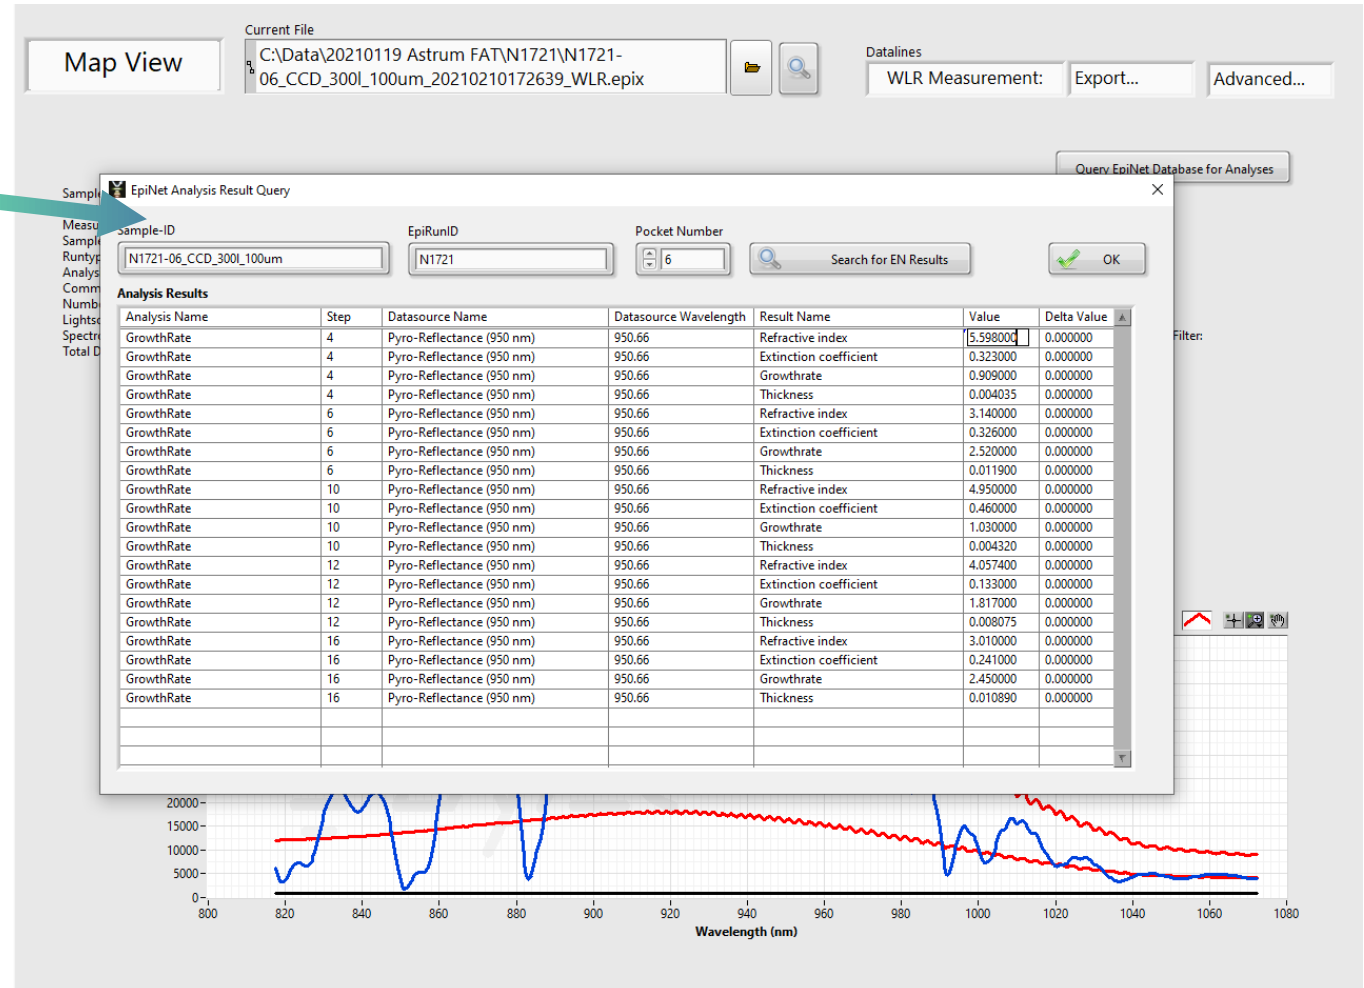 Current File
Map View
C:\Data\20210119 Astrum FAT\N1721\N1721-
06_CCD_300l_100um_20210210172639_WLR.epix
Datalines
WLR Measurement:
Export...
Advanced...
Query EpiNet Database for Analyses
Sample
Measu
Sample
Runtyp
Analys
Comm
Numbe
Lightso
Spectre
Total D
Filter:
EpiNet Analysis Result Query
Sample-ID
EpiRunID
Pocket Number
N1721-06_CCD_300l_100um
N1721
6
Search for EN Results
OK
Analysis Results
Analysis Name Step Datasource Name Datasource Wavelength Result Name Value Delta Value
GrowthRate 4 Pyro-Reflectance (950 nm) 950.66 Refractive index 5.598000 0.000000
GrowthRate 4 Pyro-Reflectance (950 nm) 950.66 Extinction coefficient 0.323000 0.000000
GrowthRate 4 Pyro-Reflectance (950 nm) 950.66 Growthrate 0.909000 0.000000
GrowthRate 4 Pyro-Reflectance (950 nm) 950.66 Thickness 0.004035 0.000000
GrowthRate 6 Pyro-Reflectance (950 nm) 950.66 Refractive index 3.140000 0.000000
GrowthRate 6 Pyro-Reflectance (950 nm) 950.66 Extinction coefficient 0.326000 0.000000
GrowthRate 6 Pyro-Reflectance (950 nm) 950.66 Growthrate 2.520000 0.000000
GrowthRate 6 Pyro-Reflectance (950 nm) 950.66 Thickness 0.011900 0.000000
GrowthRate 10 Pyro-Reflectance (950 nm) 950.66 Refractive index 4.950000 0.000000
GrowthRate 10 Pyro-Reflectance (950 nm) 950.66 Extinction coefficient 0.460000 0.000000
GrowthRate 10 Pyro-Reflectance (950 nm) 950.66 Growthrate 1.030000 0.000000
GrowthRate 10 Pyro-Reflectance (950 nm) 950.66 Thickness 0.004320 0.000000
GrowthRate 12 Pyro-Reflectance (950 nm) 950.66 Refractive index 4.057400 0.000000
GrowthRate 12 Pyro-Reflectance (950 nm) 950.66 Extinction coefficient 0.133000 0.000000
GrowthRate 12 Pyro-Reflectance (950 nm) 950.66 Growthrate 1.817000 0.000000
GrowthRate 12 Pyro-Reflectance (950 nm) 950.66 Thickness 0.008075 0.000000
GrowthRate 16 Pyro-Reflectance (950 nm) 950.66 Refractive index 3.010000 0.000000
GrowthRate 16 Pyro-Reflectance (950 nm) 950.66 Extinction coefficient 0.241000 0.000000
GrowthRate 16 Pyro-Reflectance (950 nm) 950.66 Growthrate 2.450000 0.000000
GrowthRate 16 Pyro-Reflectance (950 nm) 950.66 Thickness 0.010890 0.000000
20000
15000
10000
5000
0
800 820 840 860 880 900 920 940 960 980 1000 1020 1040 1060 1080
Wavelength (nm)